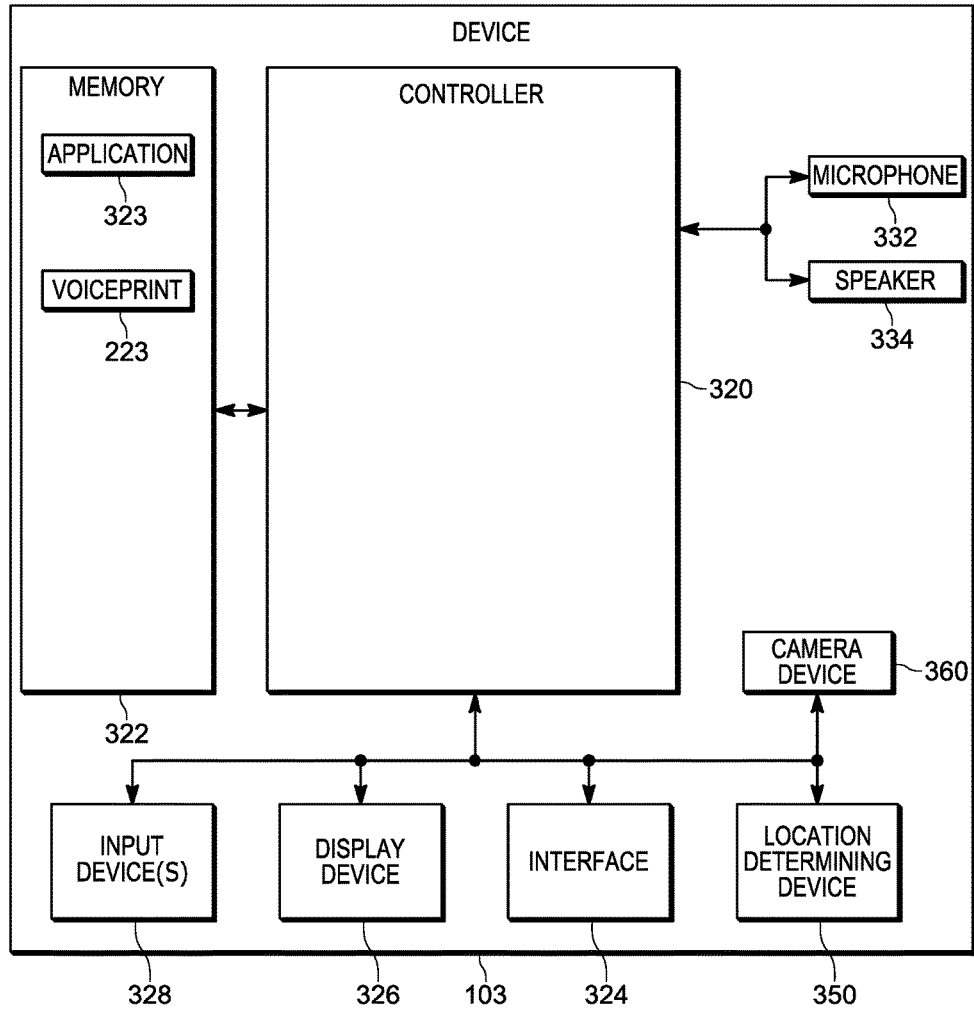 DEVICE
MEMORY
CONTROLLER
APPLICATION
323
MICROPHONE
332
VOICEPRINT
223
SPEAKER
334
320
CAMERA
DEVICE
360
322
INPUT
DEVICE(S)
DISPLAY
DEVICE
INTERFACE
LOCATION
DETERMINING
DEVICE
328
326
103
324
350